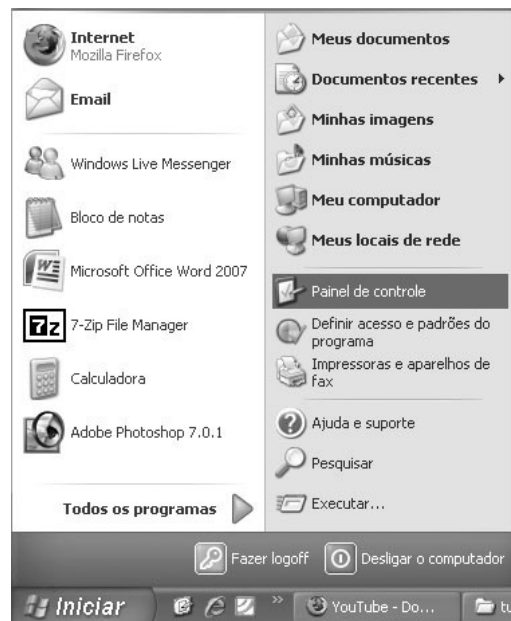 Internet
Mozilla Firefox
Email
Windows Live Messenger
Bloco de notas
Microsoft Office Word 2007
7-Zip File Manager
Calculadora
Adobe Photoshop 7.0.1
Todos os programas
Meus documentos
Documentos recentes
Minhas imagens
Minhas músicas
Meu computador
Meus locais de rede
Painel de controle
Definir acesso e padrões do
programa
Impressoras e aparelhos de
fax
Ajuda e suporte
Pesquisar
Executar...
Fazer logoff
Desligar o computador
Iniciar
YouTube - Do...
tu